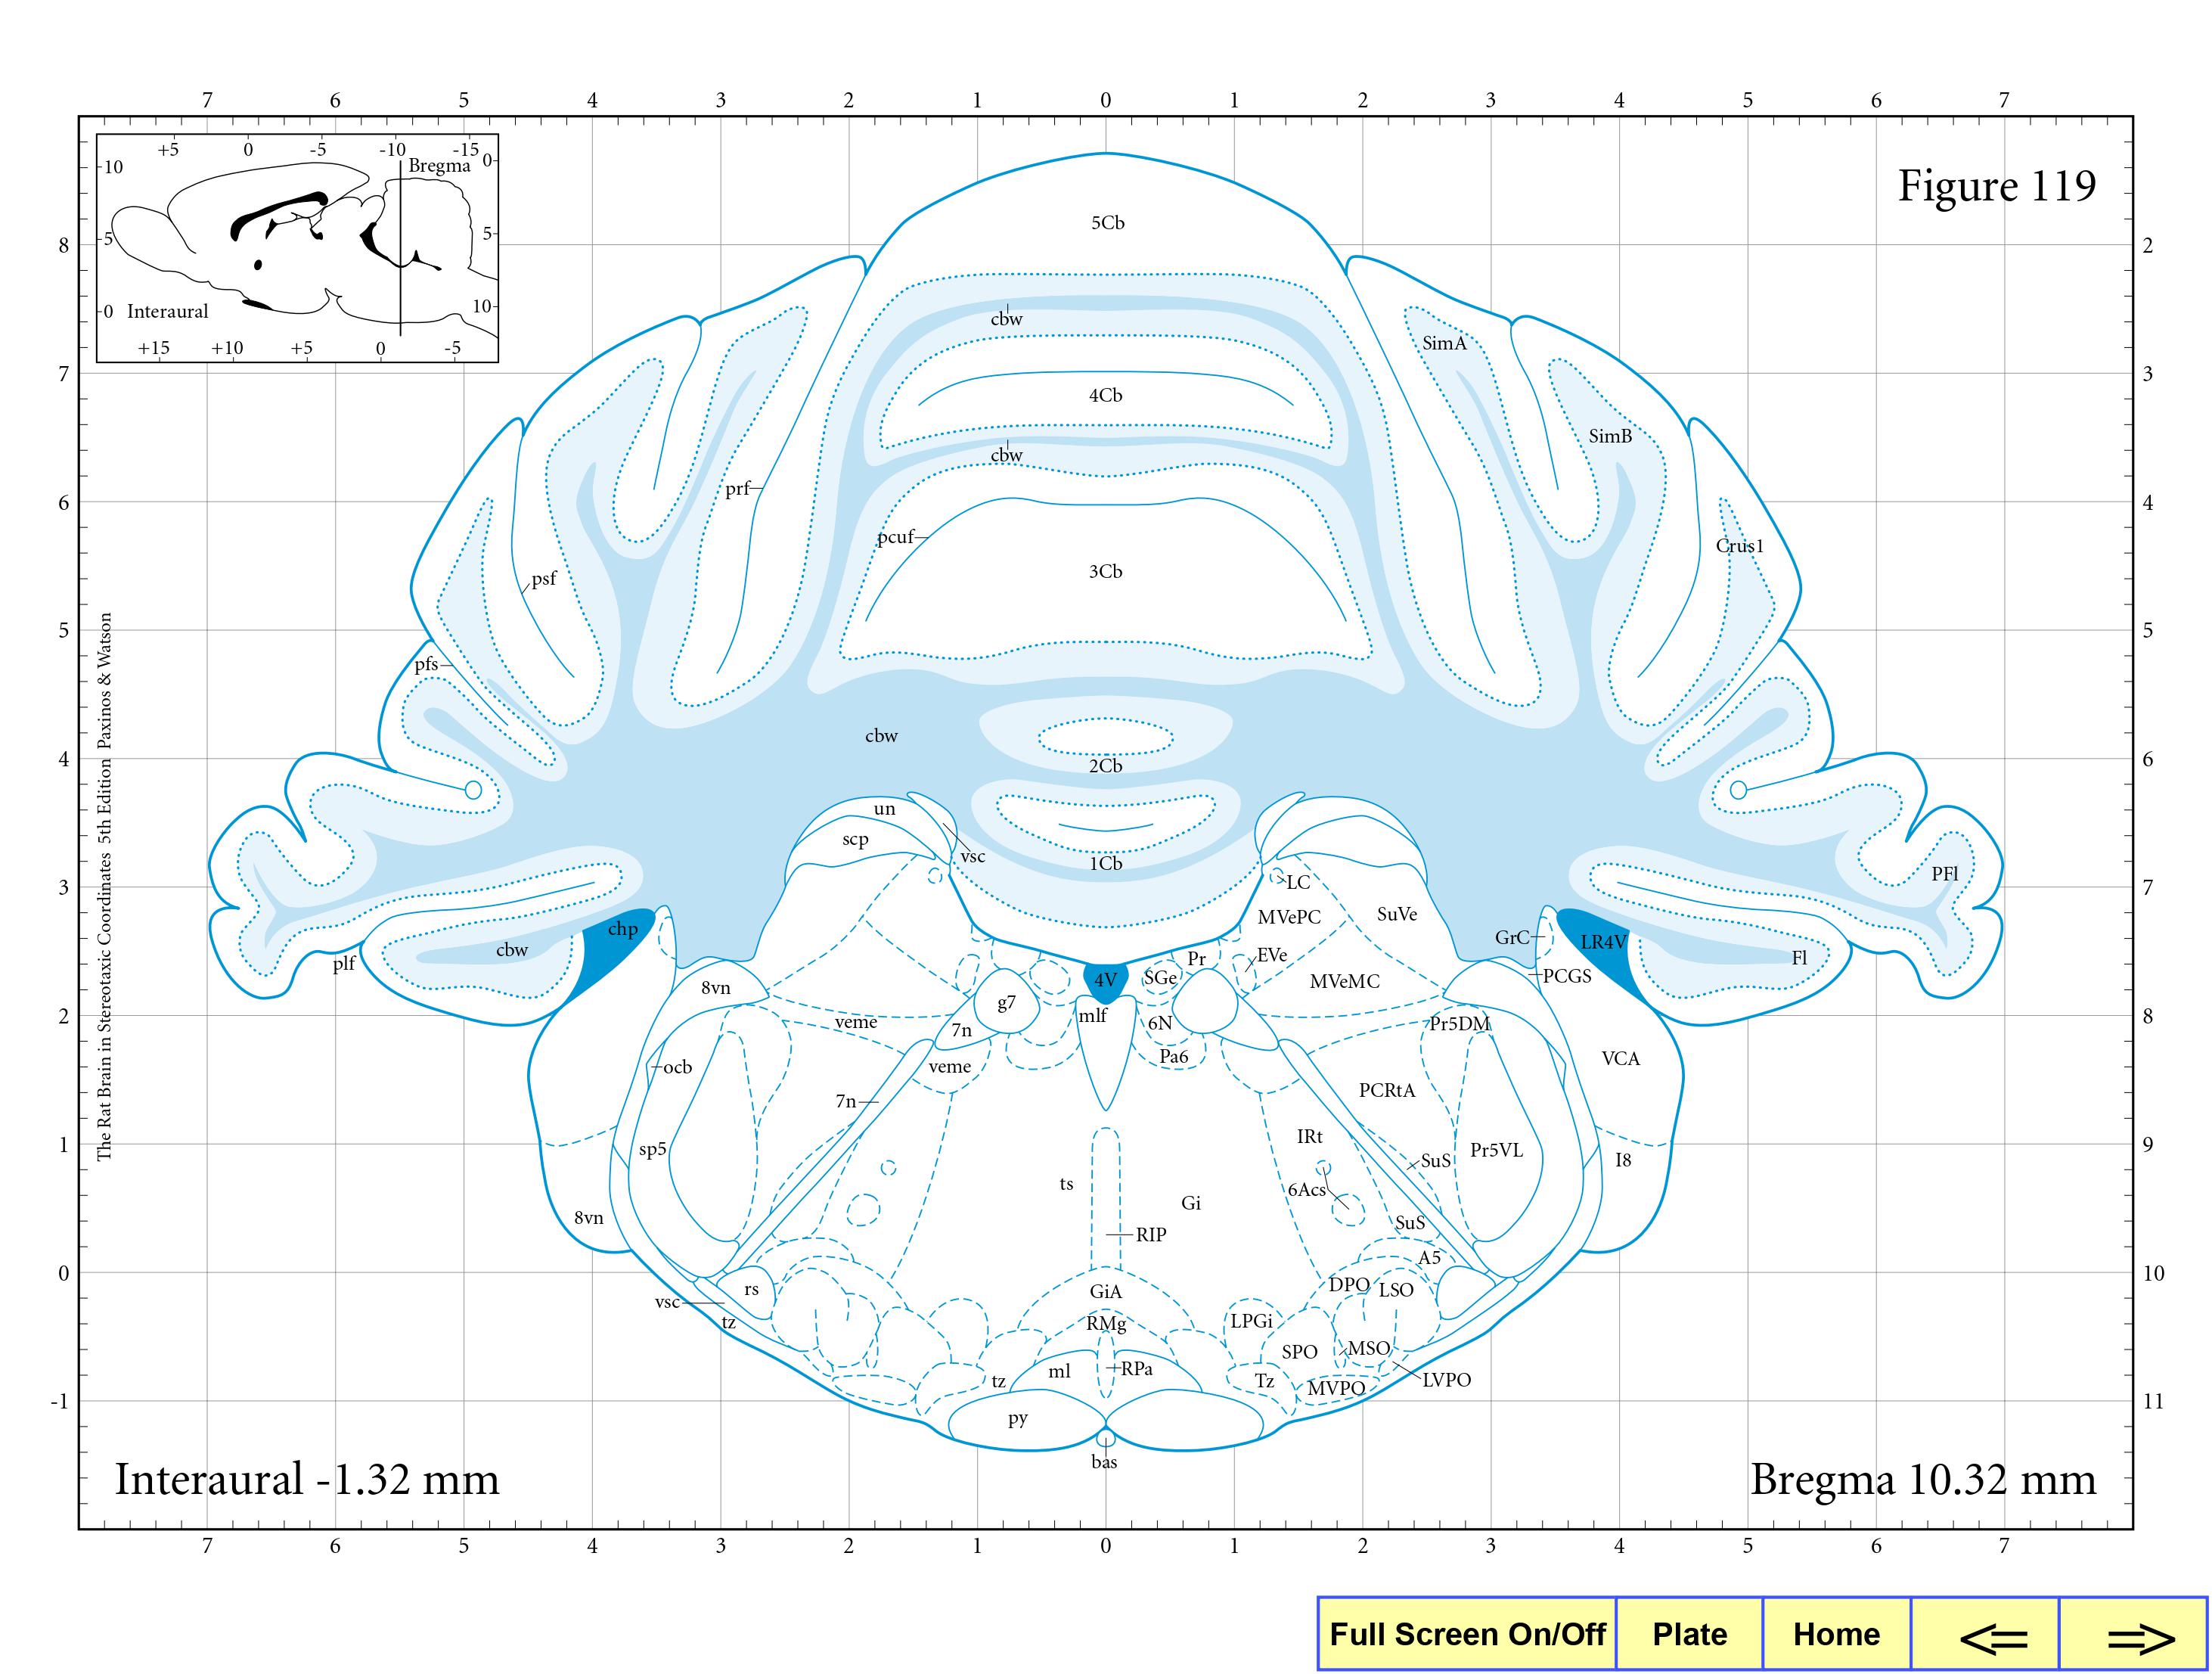 7 6 5 4 3 2 1 0 1 2 3 4 5 6 7
+5 0 -5 -10 -15
Bregma
0
10
5
5
0
Interaural
10
+15 +10 +5 0 -5
Figure 119
8
7
6
5
4
3
2
1
0
-1
2
3
4
5
6
7
8
9
10
11
The Rat Brain in Stereotaxic Coordinates 5th Edition Paxinos & Watson
5Cb
cbw
SimA
4Cb
SimB
cbw
prf
pcuf
Crus1
3Cb
psf
pfs
cbw
2Cb
un
scp
vsc
1Cb
PFl
LC
MVePC
SuVe
chp
GrC
LR4V
cbw
plf
EVe
Pr
Fl
4V
SGe
PCGS
MVeMC
8vn
g7
mlf
veme
7n
6N
Pr5DM
Pa6
VCA
ocb
veme
PCRtA
7n
IRt
sp5
Pr5VL
SuS
I8
ts
6Acs
Gi
8vn
SuS
RIP
A5
rs
GiA
DPO
LSO
vsc
tz
RMg
LPGi
SPO
MSO
ml
RPa
tz
Tz
MVPO
LVPO
py
bas
Interaural -1.32 mm
Bregma 10.32 mm
7 6 5 4 3 2 1 0 1 2 3 4 5 6 7
Full Screen On/Off
Plate
Home
<=
=>